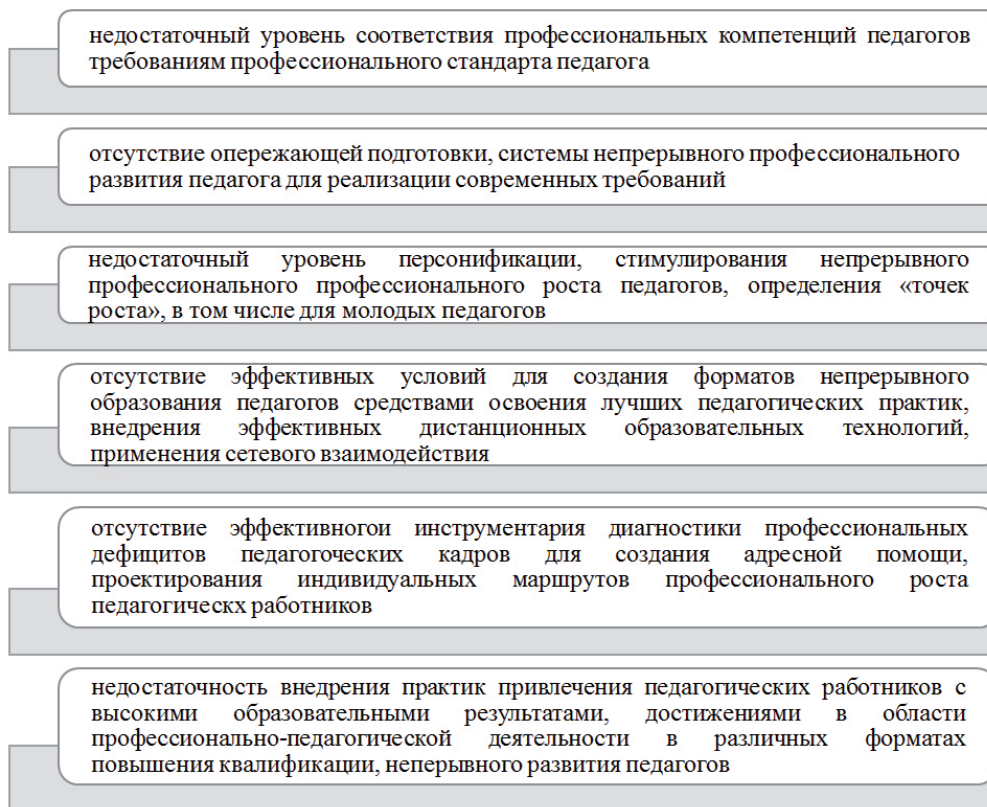 недостаточный уровень соответствия профессиональных компетенций педагогов
требованиям профессионального стандарта педагога
отсутствие опережающей подготовки, системы непрерывного профессионального
развития педагога для реализации современных требований
недостаточный уровень персонификации, стимулирования непрерывного
профессионального профессионального роста педагогов, определения «точек
роста», в том числе для молодых педагогов
отсутствие эффективных условий для создания форматов непрерывного
образования педагогов средствами освоения лучших педагогических практик,
внедрения эффективных дистанционных образовательных технологий,
применения сетевого взаимодействия
отсутствие эффективногои инструментария диагностики профессиональных
дефицитов педагогоческих кадров для создания адресной помощи,
проектирования индивидуальных маршрутов профессионального роста
педагогическх работников
недостаточность внедрения практик привлечения педагогических работников с
высокими образовательными результатами, достижениями в области
профессионально-педагогической деятельности в различных форматах
повышения квалификации, неперывного развития педагогов